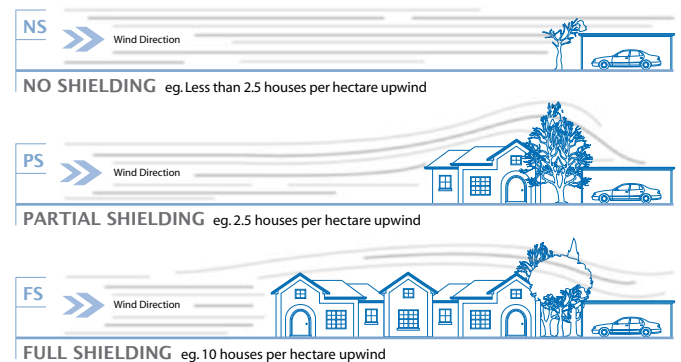 NS
Wind Direction
NO SHIELDING eg. Less than 2.5 houses per hectare upwind
PS
Wind Direction
PARTIAL SHIELDING eg. 2.5 houses per hectare upwind
FS
Wind Direction
FULL SHIELDING eg. 10 houses per hectare upwind